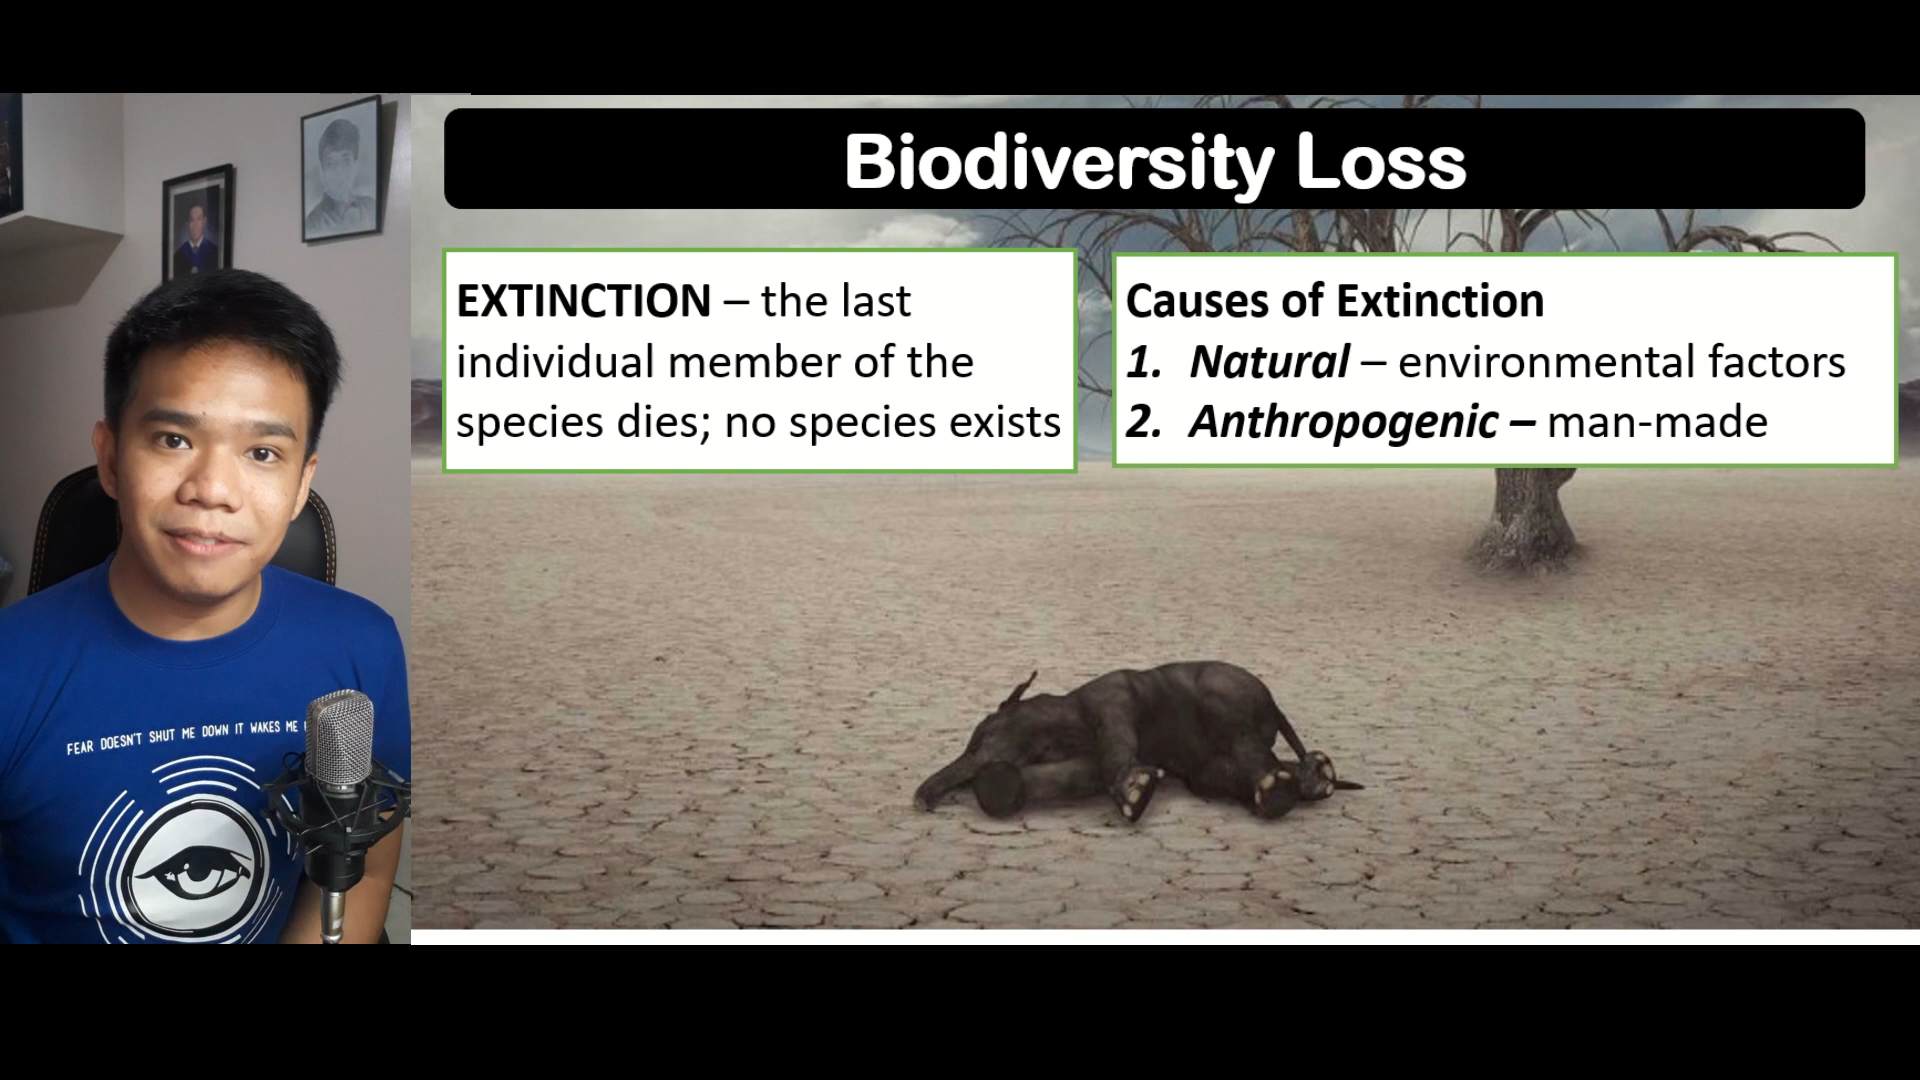 Biodiversity Loss
EXTINCTION – the last
individual member of the
species dies; no species exists
Causes of Extinction
1. Natural – environmental factors
2. Anthropogenic – man-made
FEAR DOESN'T SHUT ME DOWN IT WAKES ME